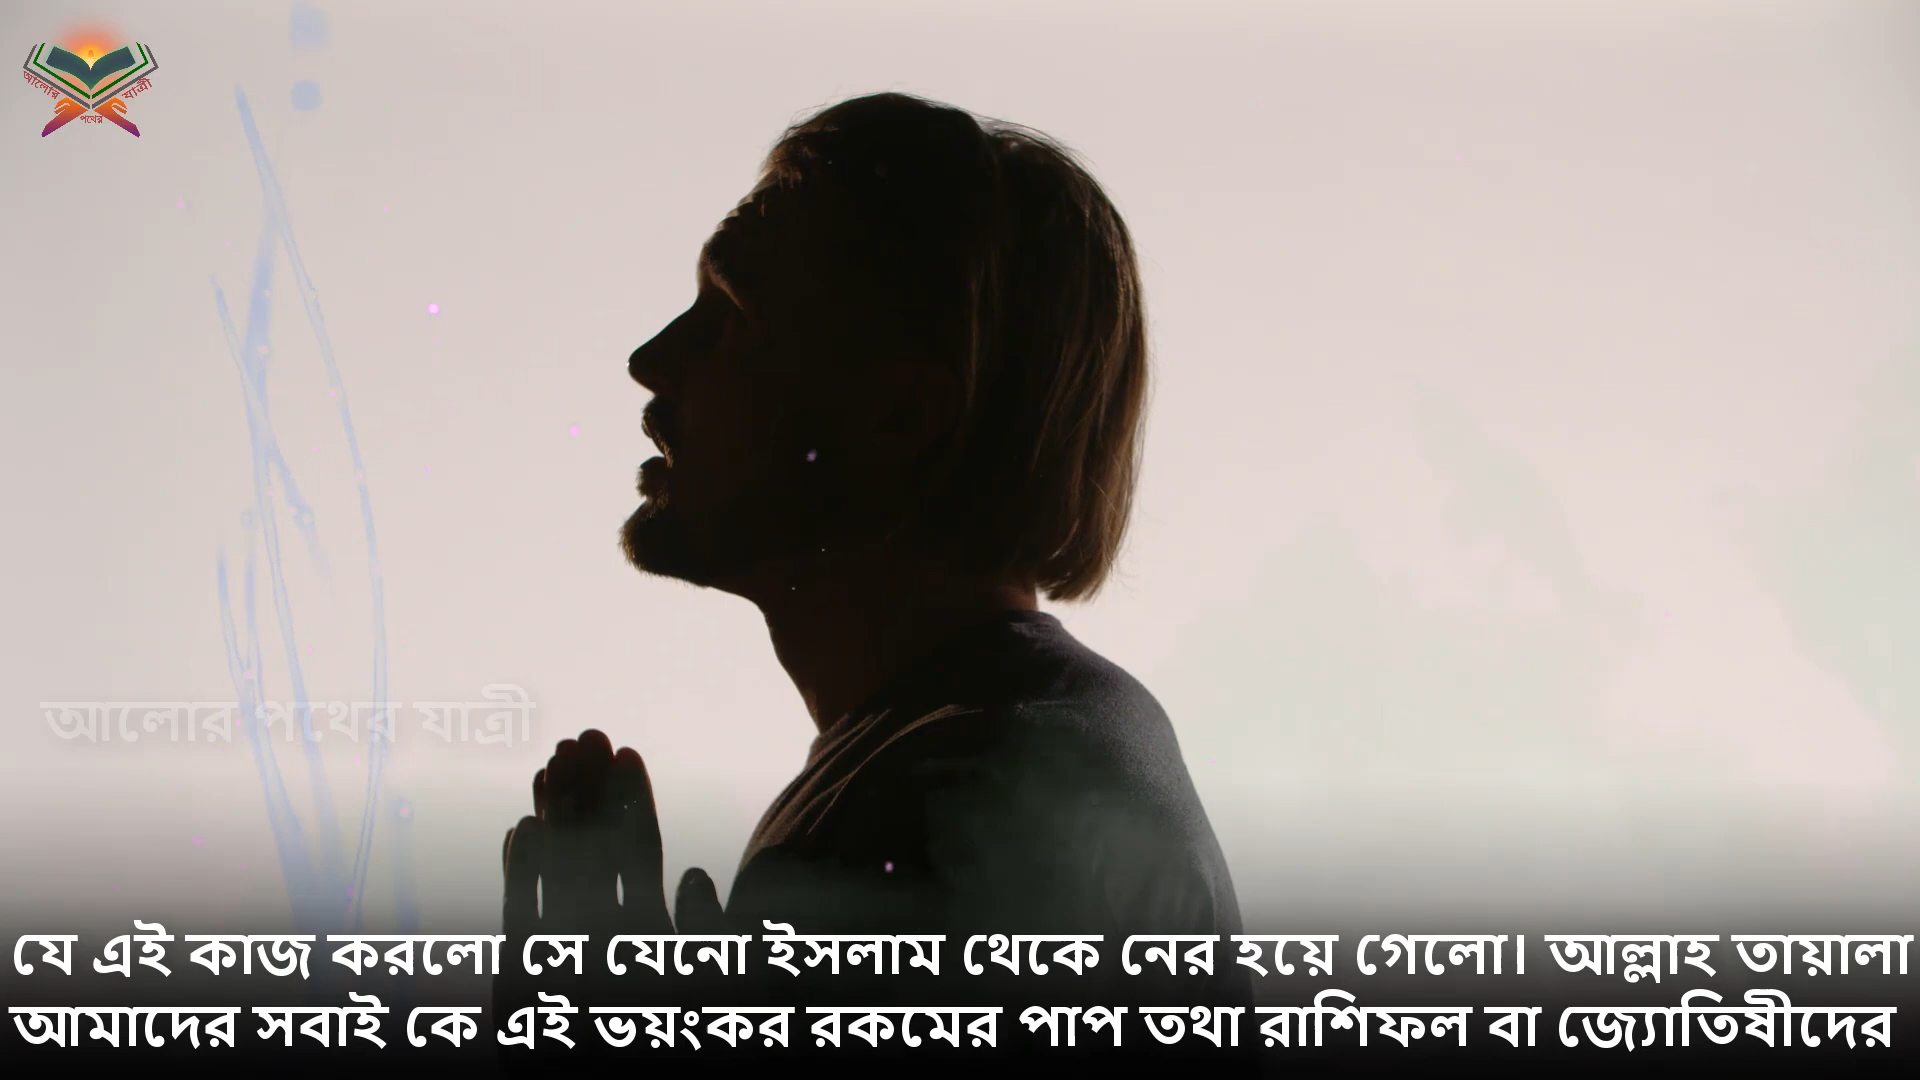 আলোর পথের যাত্রী
আলোর পথের যাত্রী
যে এই কাজ করলো সে যেনো ইসলাম থেকে নের হয়ে গেলো। আল্লাহ তায়ালা
আমাদের সবাই কে এই ভয়ংকর রকমের পাপ তথা রাশিফল বা জ্যোতিষীদের